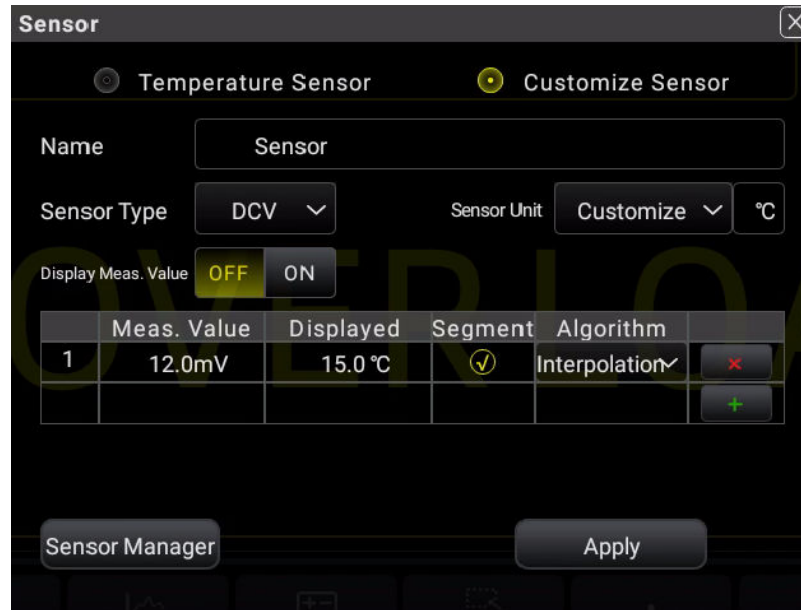 Sensor
Temperature Sensor Customize Sensor
Name Sensor
Sensor Type DCV Sensor Unit Customize ℃
Display Meas. Value OFF ON
Meas. Value Displayed Segment Algorithm
1 12.0mV 15.0 ℃ √ Interpolation ×
+
OVERLOA
Sensor Manager Apply